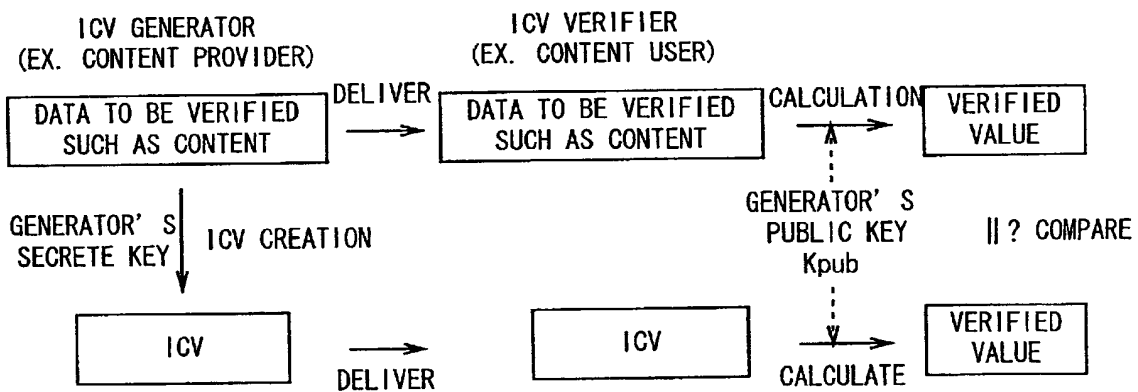 ICV GENERATOR
(EX. CONTENT PROVIDER)
ICV VERIFIER
(EX. CONTENT USER)
DATA TO BE VERIFIED
SUCH AS CONTENT
DELIVER
DATA TO BE VERIFIED
SUCH AS CONTENT
CALCULATION
VERIFIED
VALUE
GENERATOR' S
SECRETE KEY
ICV CREATION
GENERATOR' S
PUBLIC KEY
Kpub
||? COMPARE
ICV
DELIVER
ICV
CALCULATE
VERIFIED
VALUE